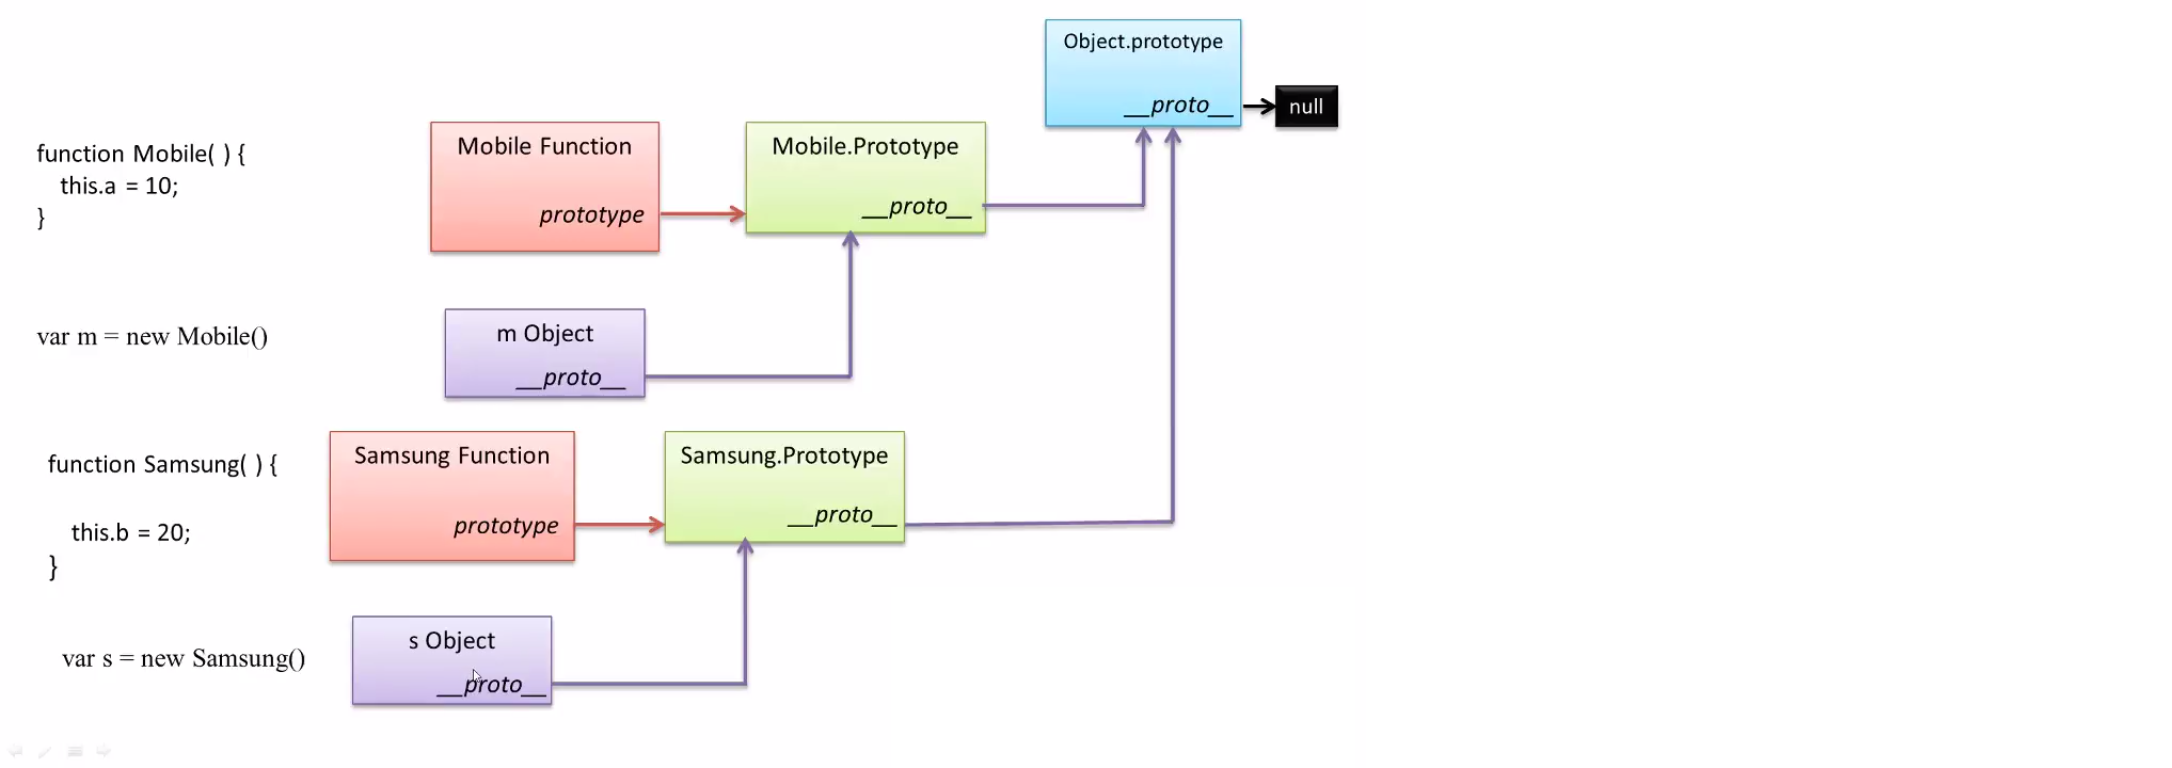 Object.prototype
__proto__
null
function Mobile( ) {
this.a = 10;
}
Mobile Function
prototype
Mobile.Prototype
__proto__
var m = new Mobile()
m Object
__proto__
function Samsung( ) {
this.b = 20;
}
Samsung Function
prototype
Samsung.Prototype
__proto__
var s = new Samsung()
s Object
__proto__